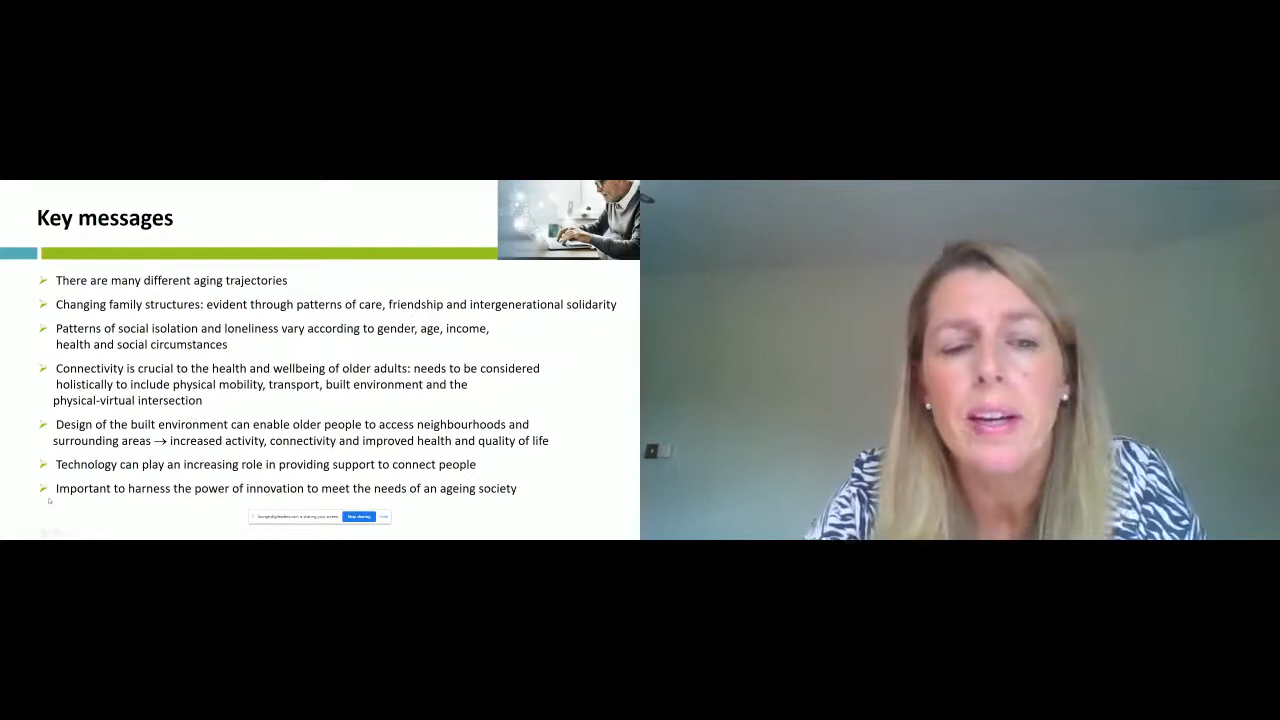 Key messages
There are many different aging trajectories
Changing family structures: evident through patterns of care, friendship and intergenerational solidarity
Patterns of social isolation and loneliness vary according to gender, age, income,
health and social circumstances
Connectivity is crucial to the health and wellbeing of older adults: needs to be considered
holistically to include physical mobility, transport, built environment and the
physical-virtual intersection
Design of the built environment can enable older people to access neighbourhoods and
surrounding areas → increased activity, connectivity and improved health and quality of life
Technology can play an increasing role in providing support to connect people
Important to harness the power of innovation to meet the needs of an ageing society
is sharing your screen. Stop sharing Hide